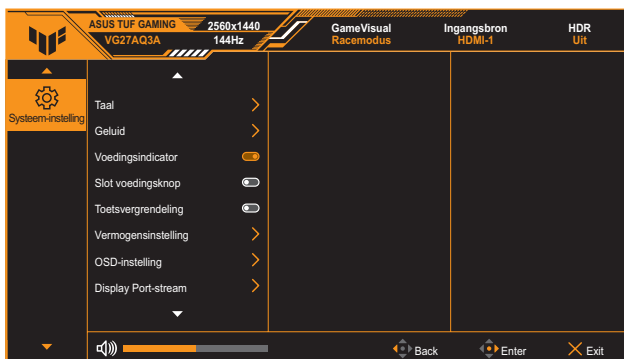 ASUS TUF GAMING
VG27AQ3A
2560x1440
144Hz
GameVisual
Racemodus
Ingangsbron
HDMI-1
HDR
Uit
Systeem-instelling
Taal
Geluid
Voedingsindicator
Slot voedingsknop
Toetsvergrendeling
Vermogensinstelling
OSD-instelling
Display Port-stream
Back
Enter
Exit